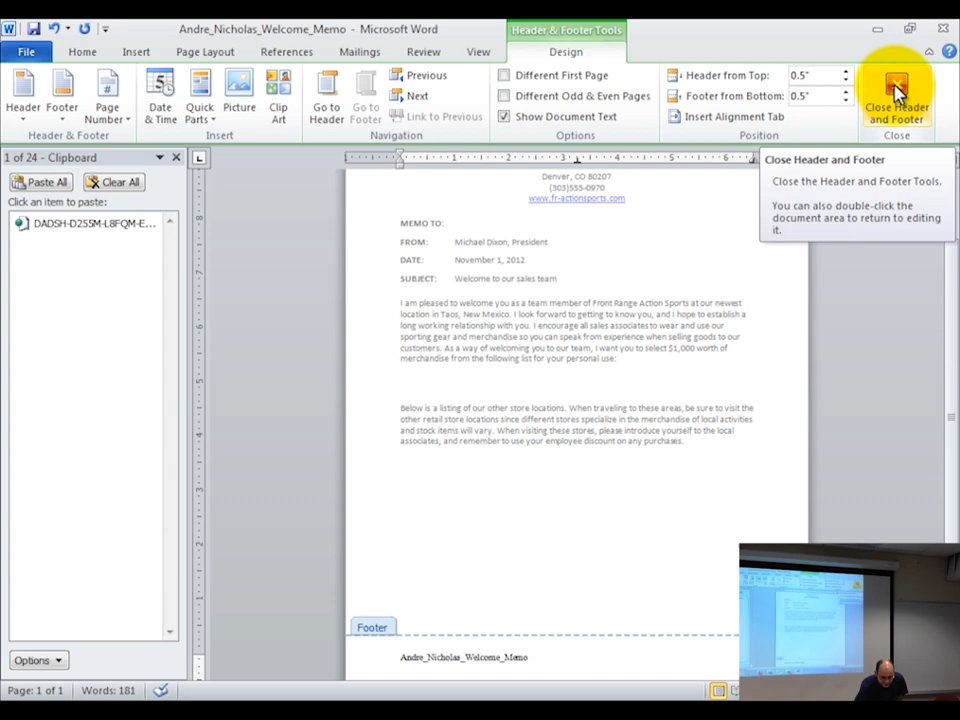 Andre_Nicholas_Welcome_Memo - Microsoft Word
Header & Footer Tools
File Home Insert Page Layout References Mailings Review View Design
Header Footer Page Number
Header & Footer
Date & Time Quick Parts Picture Clip Art
Insert
Go to Header Go to Footer
Previous
Next
Link to Previous
Navigation
Different First Page
Different Odd & Even Pages
Show Document Text
Options
Header from Top: 0.5"
Footer from Bottom: 0.5"
Insert Alignment Tab
Position
Close Header and Footer
Close
Close Header and Footer
Close the Header and Footer Tools.
You can also double-click the
document area to return to editing
it.
1 of 24 - Clipboard
Paste All Clear All
Click an item to paste:
DADSH-D255M-L8FQM-E...
Options
Denver, CO 80207
(303)555-0970
www.fr-actionsports.com
MEMO TO:
FROM: Michael Dixon, President
DATE: November 1, 2012
SUBJECT: Welcome to our sales team
I am pleased to welcome you as a team member of Front Range Action Sports at our newest
location in Taos, New Mexico. I look forward to getting to know you, and I hope to establish a
long working relationship with you. I encourage all sales associates to wear and use our
sporting gear and merchandise so you can speak from experience when selling goods to our
customers. As a way of welcoming you to our team, I want you to select $1,000 worth of
merchandise from the following list for your personal use:
Below is a listing of our other store locations. When traveling to these areas, be sure to visit the
other retail store locations since different stores specialize in the merchandise of local activities
and stock items will vary. When visiting these stores, please introduce yourself to the local
associates, and remember to use your employee discount on any purchases.
Footer
Andre_Nicholas_Welcome_Memo
Page: 1 of 1 Words: 181